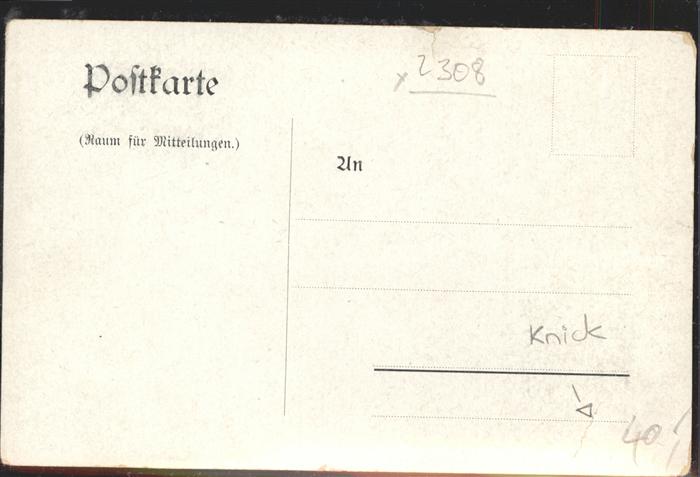 Poſtkarte
x 2308
(Raum für Mitteilungen.)
An
Knick
40,-